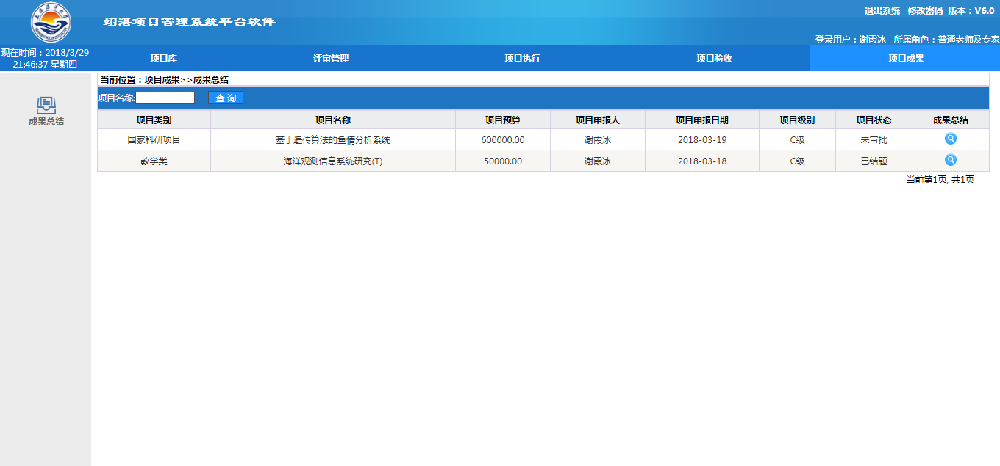 退出系统 修改密码 版本：V6.0
翊港项目管理系统平台软件
登录用户：谢霞冰 所属角色：普通老师及专家
现在时间：2018/3/29
21:46:37 星期四
项目库 评审管理 项目执行 项目验收 项目成果
当前位置：项目成果>>成果总结
项目名称: 查 询
成果总结
项目类别 项目名称 项目预算 项目申报人 项目申报日期 项目级别 项目状态 成果总结
国家科研项目 基于遗传算法的鱼情分析系统 600000.00 谢霞冰 2018-03-19 C级 未审批
教学类 海洋观测信息系统研究(T) 50000.00 谢霞冰 2018-03-18 C级 已结题
当前第1页, 共1页